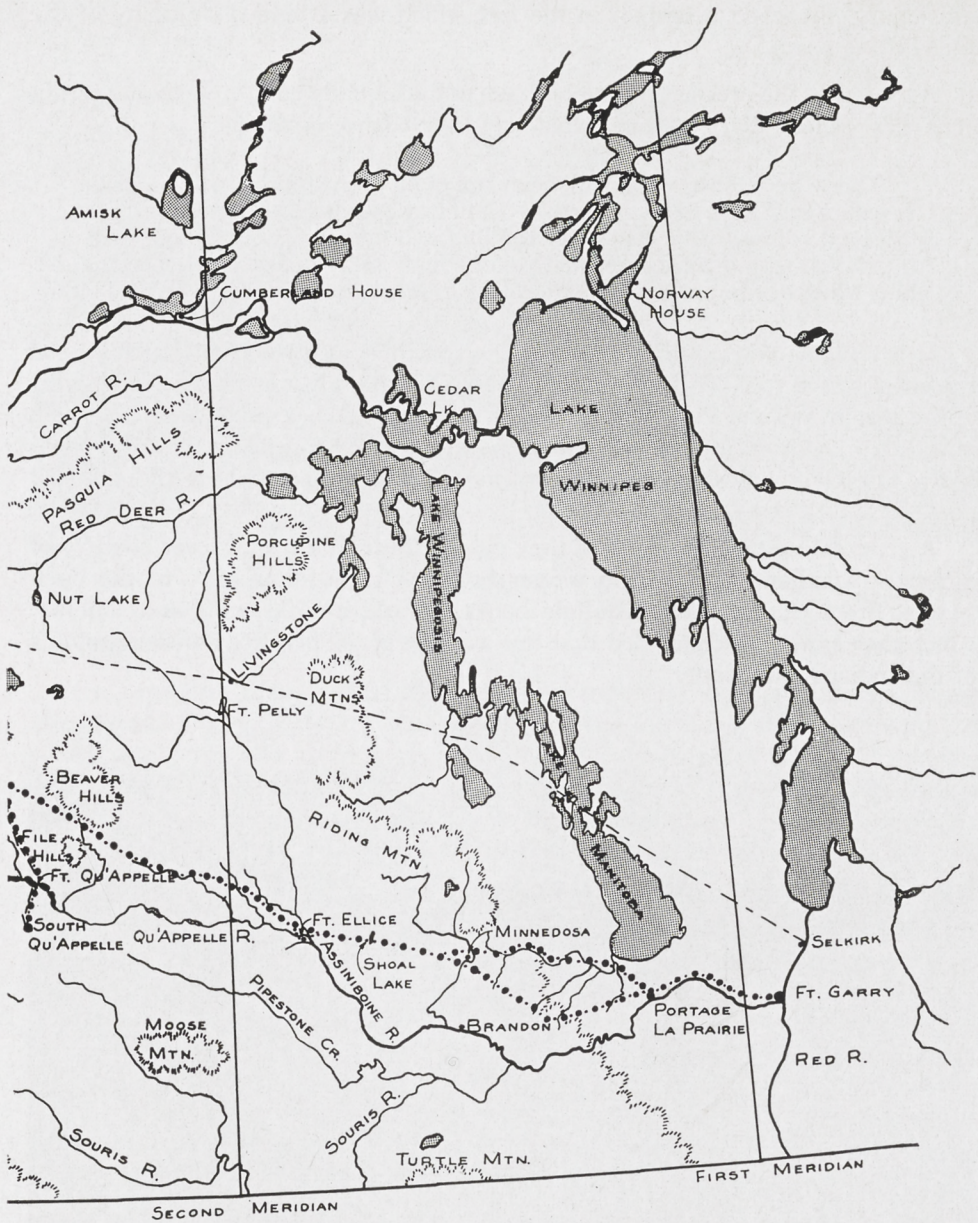 AMISK
LAKE
CUMBERLAND HOUSE
NORWAY
HOUSE
CARROT R.
CEDAR
LK.
LAKE
WINNIPEG
PASQUIA HILLS
RED DEER R.
LAKE WINNIPEGOSIS
PORCUPINE
HILLS
NUT LAKE
LIVINGSTONE
DUCK
MTNS
FT. PELLY
BEAVER
HILLS
RIDING MTN
FILE
HILLS
FT. QU'APPELLE
MANITOBA
SOUTH
QU'APPELLE
QU'APPELLE R.
FT. ELLICE
MINNEDOSA
SELKIRK
SHOAL
LAKE
ASSINIBONE R.
PIPESTONE CR.
BRANDON
PORTAGE
LA PRAIRIE
FT. GARRY
MOOSE
MTN.
RED R.
SOURIS R.
SOURIS R.
TURTLE MTN.
FIRST MERIDIAN
SECOND MERIDIAN